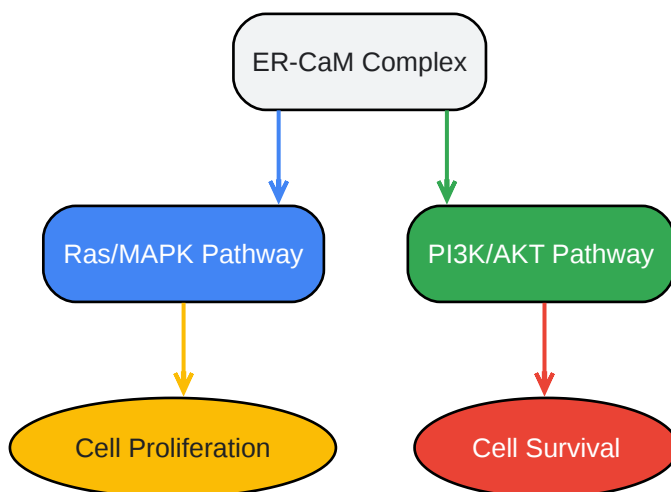 ER-CaM Complex
Ras/MAPK Pathway
PI3K/AKT Pathway
Cell Proliferation
Cell Survival